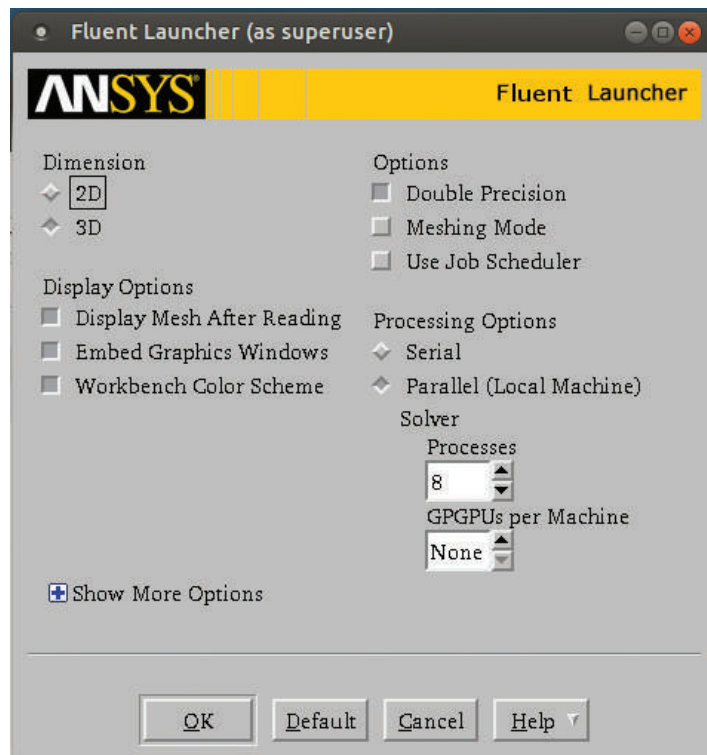 Fluent Launcher (as superuser)
ANSYS®
Fluent Launcher
Dimension
2D
3D
Display Options
Display Mesh After Reading
Embed Graphics Windows
Workbench Color Scheme
Options
Double Precision
Meshing Mode
Use Job Scheduler
Processing Options
Serial
Parallel (Local Machine)
Solver
Processes
8
GPGPUs per Machine
None
Show More Options
OK
Default
Cancel
Help